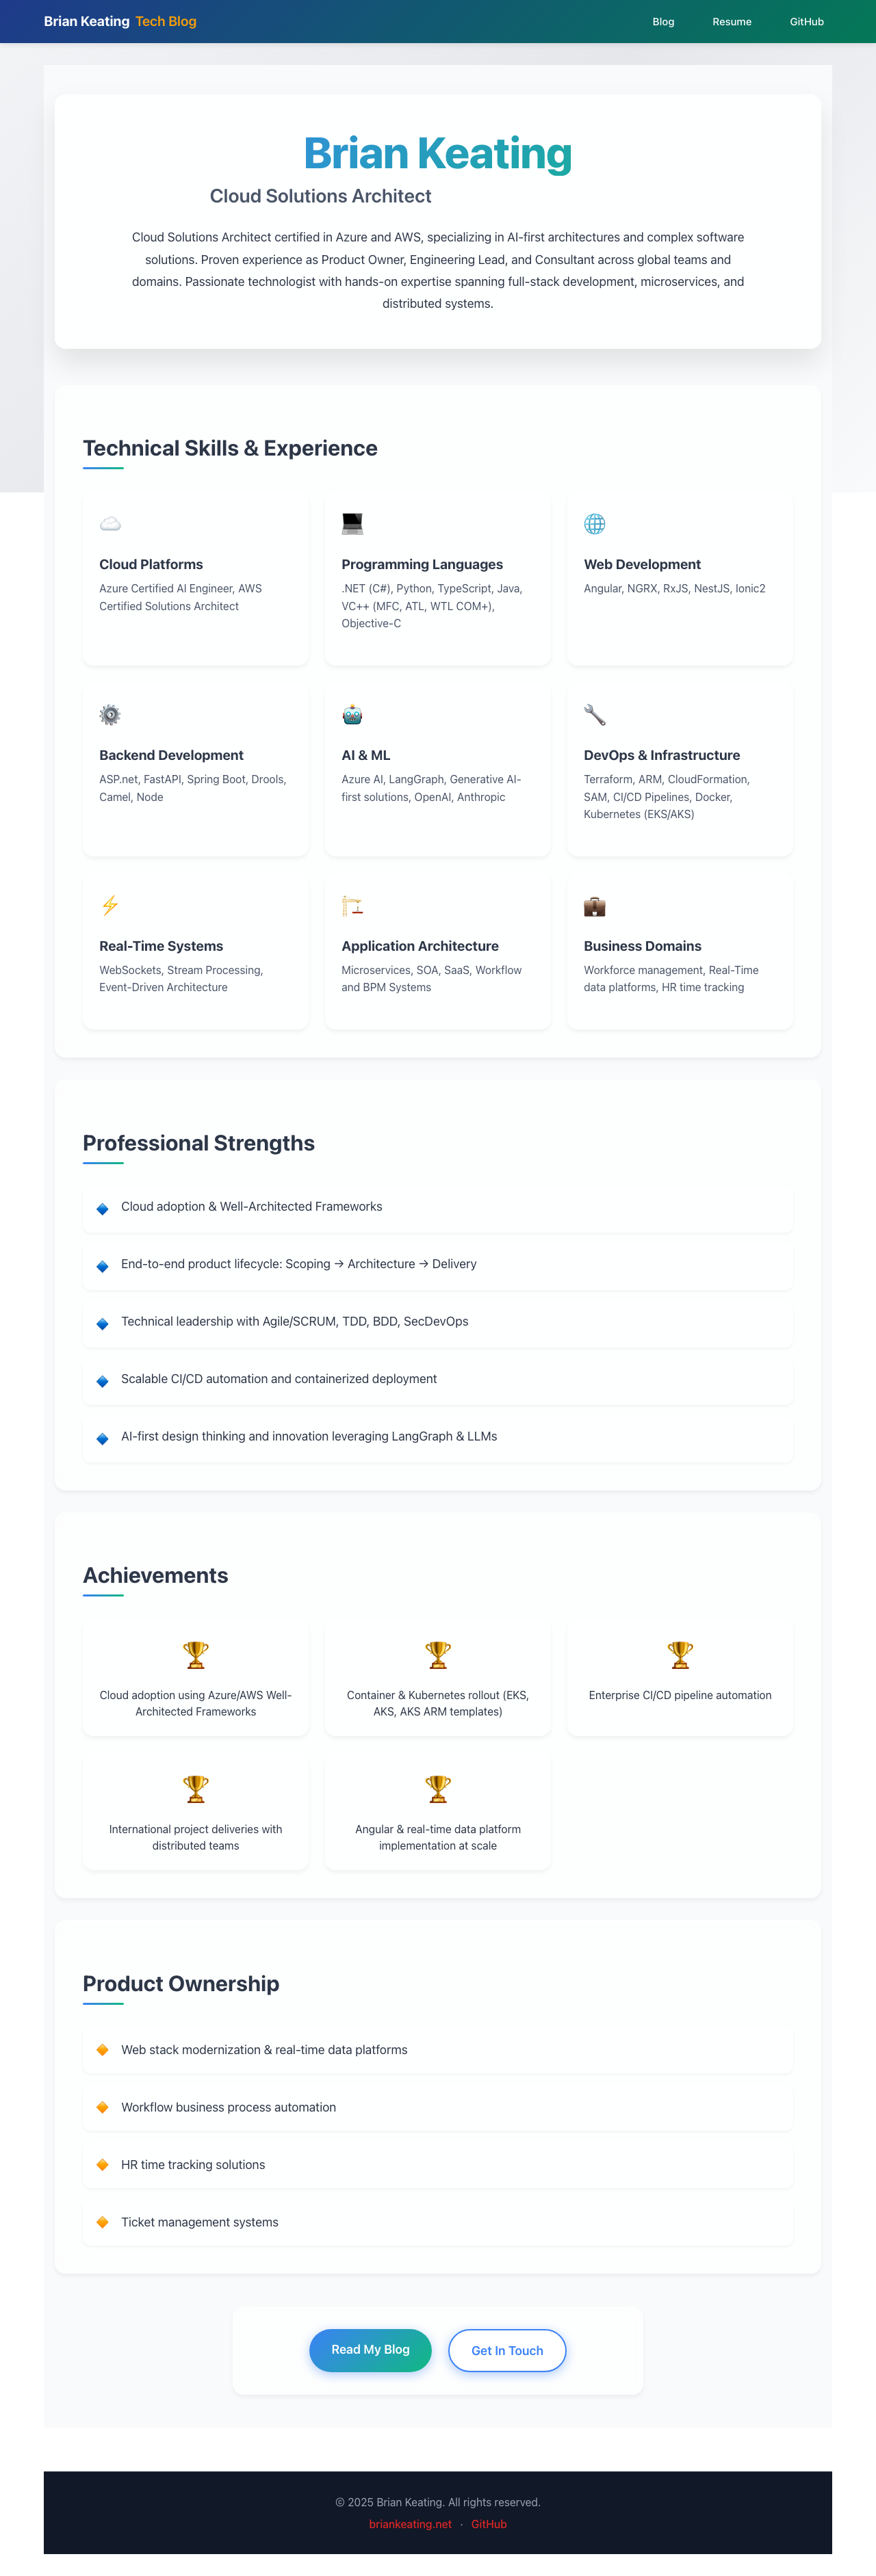 Brian Keating Tech Blog
Blog
Resume
GitHub
Brian Keating
Cloud Solutions Architect
Cloud Solutions Architect certified in Azure and AWS, specializing in AI-first architectures and complex software
solutions. Proven experience as Product Owner, Engineering Lead, and Consultant across global teams and
domains. Passionate technologist with hands-on expertise spanning full-stack development, microservices, and
distributed systems.
Technical Skills & Experience
Cloud Platforms
Azure Certified AI Engineer, AWS
Certified Solutions Architect
Programming Languages
.NET (C#), Python, TypeScript, Java,
VC++ (MFC, ATL, WTL COM+),
Objective-C
Web Development
Angular, NGRX, RxJS, NestJS, Ionic2
Backend Development
ASP.net, FastAPI, Spring Boot, Drools,
Camel, Node
AI & ML
Azure AI, LangGraph, Generative AI-
first solutions, OpenAI, Anthropic
DevOps & Infrastructure
Terraform, ARM, CloudFormation,
SAM, CI/CD Pipelines, Docker,
Kubernetes (EKS/AKS)
Real-Time Systems
WebSockets, Stream Processing,
Event-Driven Architecture
Application Architecture
Microservices, SOA, SaaS, Workflow
and BPM Systems
Business Domains
Workforce management, Real-Time
data platforms, HR time tracking
Professional Strengths
Cloud adoption & Well-Architected Frameworks
End-to-end product lifecycle: Scoping → Architecture → Delivery
Technical leadership with Agile/SCRUM, TDD, BDD, SecDevOps
Scalable CI/CD automation and containerized deployment
AI-first design thinking and innovation leveraging LangGraph & LLMs
Achievements
Cloud adoption using Azure/AWS Well-
Architected Frameworks
Container & Kubernetes rollout (EKS,
AKS, AKS ARM templates)
Enterprise CI/CD pipeline automation
International project deliveries with
distributed teams
Angular & real-time data platform
implementation at scale
Product Ownership
Web stack modernization & real-time data platforms
Workflow business process automation
HR time tracking solutions
Ticket management systems
Read My Blog
Get In Touch
© 2025 Brian Keating. All rights reserved.
briankeating.net · GitHub